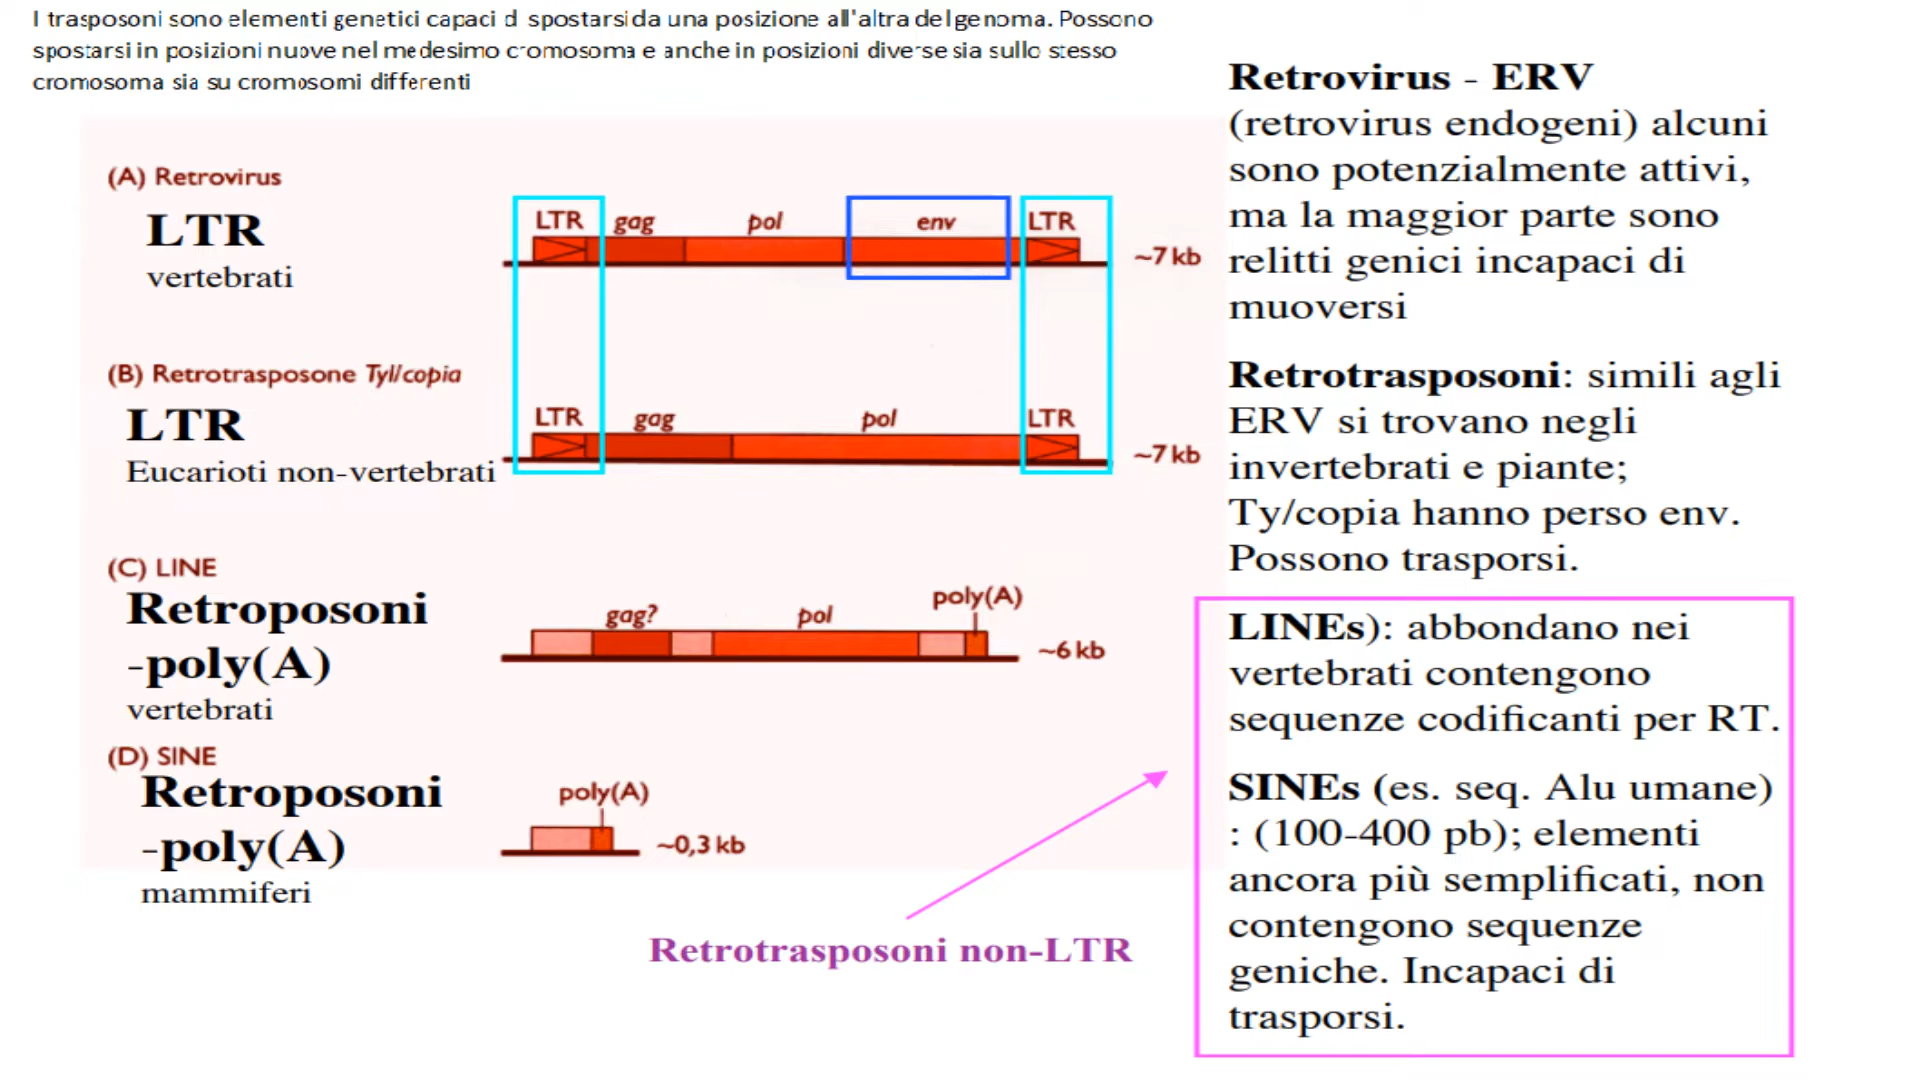 I trasposoni sono elementi genetici capaci d spostarsi da una posizione all'altra del genoma. Possono
spostarsi in posizioni nuove nel medesimo cromosoma e anche in posizioni diverse sia sullo stesso
cromosoma sia su cromosomi differenti
(A) Retrovirus
LTR
vertebrati
LTR gag pol env LTR
~7 kb
(B) Retrotrasposone Tyl/copia
LTR
Eucarioti non-vertebrati
LTR gag pol LTR
~7 kb
(C) LINE
Retroposoni
-poly(A)
vertebrati
gag? pol poly(A)
~6 kb
(D) SINE
Retroposoni
-poly(A)
mammiferi
poly(A)
~0,3 kb
Retrotrasposoni non-LTR
Retrovirus - ERV
(retrovirus endogeni) alcuni
sono potenzialmente attivi,
ma la maggior parte sono
relitti genici incapaci di
muoversi
Retrotrasposoni: simili agli
ERV si trovano negli
invertebrati e piante;
Ty/copia hanno perso env.
Possono trasporsi.
LINEs): abbondano nei
vertebrati contengono
sequenze codificanti per RT.
SINEs (es. seq. Alu umane)
: (100-400 pb); elementi
ancora più semplificati, non
contengono sequenze
geniche. Incapaci di
trasporsi.